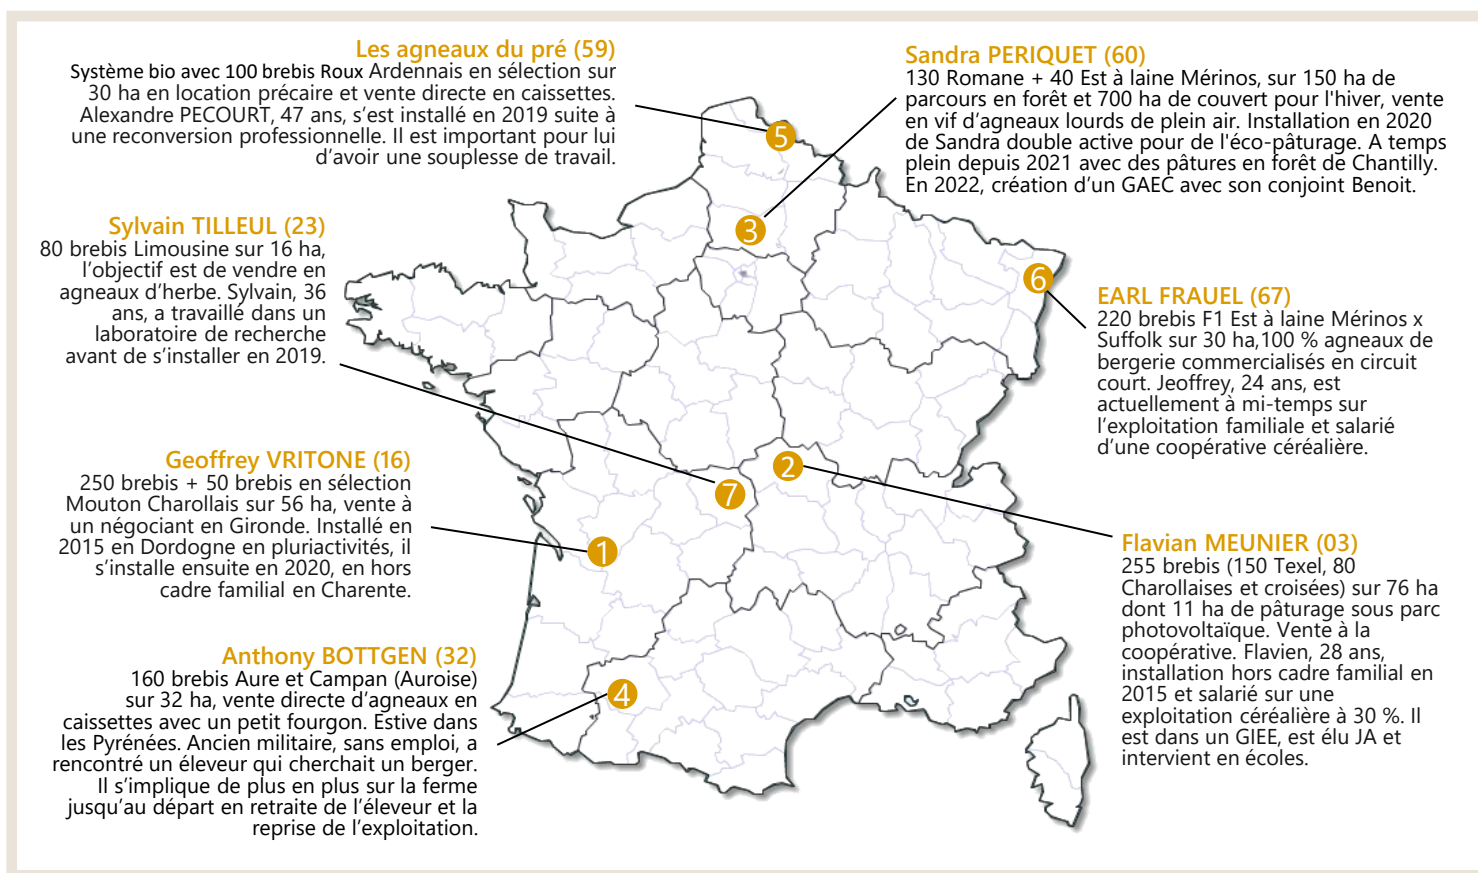 Les agneaux du pré (59)
Système bio avec 100 brebis Roux Ardennais en sélection sur
30 ha en location précaire et vente directe en caissettes.
Alexandre PECOURT, 47 ans, s’est installé en 2019 suite à
une reconversion professionnelle. Il est important pour lui
d’avoir une souplesse de travail.
Sandra PERIQUET (60)
130 Romane + 40 Est à laine Mérinos, sur 150 ha de
parcours en forêt et 700 ha de couvert pour l'hiver, vente
en vif d’agneaux lourds de plein air. Installation en 2020
de Sandra double active pour de l'éco-pâturage. A temps
plein depuis 2021 avec des pâtures en forêt de Chantilly.
En 2022, création d’un GAEC avec son conjoint Benoit.
Sylvain TILLEUL (23)
80 brebis Limousine sur 16 ha,
l’objectif est de vendre en
agneaux d’herbe. Sylvain, 36
ans, a travaillé dans un
laboratoire de recherche
avant de s’installer en 2019.
EARL FRAUEL (67)
220 brebis F1 Est à laine Mérinos x
Suffolk sur 30 ha,100 % agneaux de
bergerie commercialisés en circuit
court. Jeoffrey, 24 ans, est
actuellement à mi-temps sur
l’exploitation familiale et salarié
d’une coopérative céréalière.
Geoffrey VRITONE (16)
250 brebis + 50 brebis en sélection
Mouton Charollais sur 56 ha, vente à
un négociant en Gironde. Installé en
2015 en Dordogne en pluriactivités, il
s’installe ensuite en 2020, en hors
cadre familial en Charente.
Flavian MEUNIER (03)
255 brebis (150 Texel, 80
Charollaises et croisées) sur 76 ha
dont 11 ha de pâturage sous parc
photovoltaïque. Vente à la
coopérative. Flavien, 28 ans,
installation hors cadre familial en
2015 et salarié sur une
exploitation céréalière à 30 %. Il
est dans un GIEE, est élu JA et
intervient en écoles.
Anthony BOTTGEN (32)
160 brebis Aure et Campan (Auroise)
sur 32 ha, vente directe d’agneaux en
caissettes avec un petit fourgon. Estive dans
les Pyrénées. Ancien militaire, sans emploi, a
rencontré un éleveur qui cherchait un berger.
Il s’implique de plus en plus sur la ferme
jusqu’au départ en retraite de l’éleveur et la
reprise de l’exploitation.
5
3
6
2
7
1
4